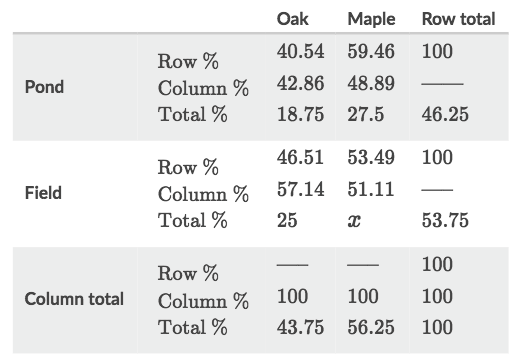 Oak Maple Row total
Pond
Row % 40.54 59.46 100
Column % 42.86 48.89 —
Total % 18.75 27.5 46.25
Field
Row % 46.51 53.49 100
Column % 57.14 51.11 —
Total % 25 x 53.75
Column total
Row % — — 100
Column % 100 100 100
Total % 43.75 56.25 100